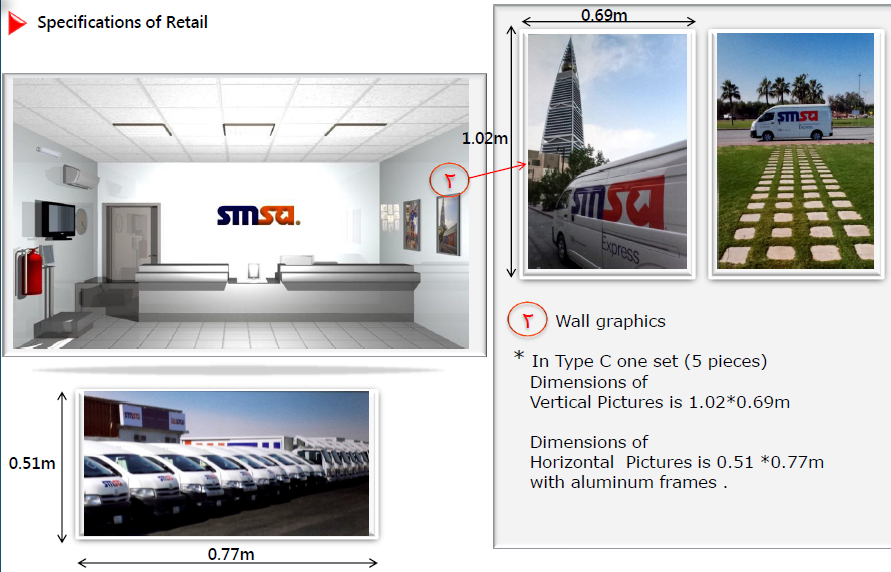 Specifications of Retail
0.69m
1.02m
smsa
smsa
Express
smsa
Express
smsa.
٢
٢ Wall graphics
* In Type C one set (5 pieces)
Dimensions of
Vertical Pictures is 1.02*0.69m
Dimensions of
Horizontal Pictures is 0.51 *0.77m
with aluminum frames .
0.51m
0.77m